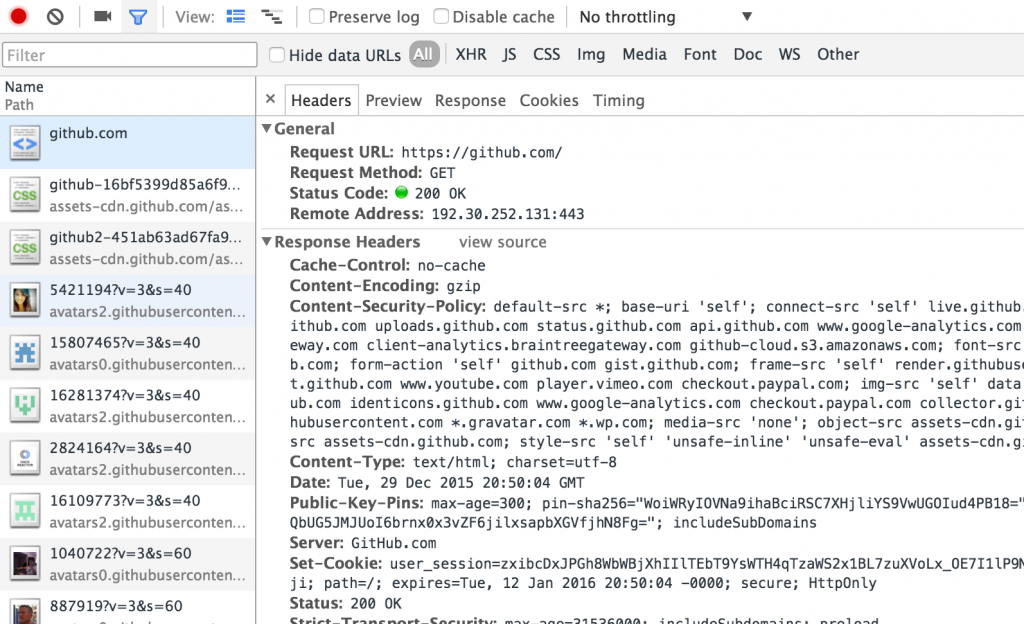 View: Preserve log Disable cache No throttling
Filter Hide data URLs All XHR JS CSS Img Media Font Doc WS Other
Name
Path
github.com
github-16bf5399d85a6f9...
assets-cdn.github.com/as...
github2-451ab63ad67fa9...
assets-cdn.github.com/as...
5421194?v=3&s=40
avatars2.githubuserconten...
15807465?v=3&s=40
avatars0.githubuserconten...
16281374?v=3&s=40
avatars2.githubuserconten...
2824164?v=3&s=40
avatars2.githubuserconten...
16109773?v=3&s=40
avatars2.githubuserconten...
1040722?v=3&s=60
avatars0.githubuserconten...
887919?v=3&s=60
× Headers Preview Response Cookies Timing
General
Request URL: https://github.com/
Request Method: GET
Status Code: 200 OK
Remote Address: 192.30.252.131:443
Response Headers view source
Cache-Control: no-cache
Content-Encoding: gzip
Content-Security-Policy: default-src *; base-uri 'self'; connect-src 'self' live.github
ithub.com uploads.github.com status.github.com api.github.com www.google-analytics.com
eway.com client-analytics.braintreegateway.com github-cloud.s3.amazonaws.com; font-src
b.com; form-action 'self' github.com gist.github.com; frame-src 'self' render.githubuse
t.github.com www.youtube.com player.vimeo.com checkout.paypal.com; img-src 'self' data
ub.com identicons.github.com www.google-analytics.com checkout.paypal.com collector.git
hubusercontent.com *.gravatar.com *.wp.com; media-src 'none'; object-src assets-cdn.git
src assets-cdn.github.com; style-src 'self' 'unsafe-inline' 'unsafe-eval' assets-cdn.g
Content-Type: text/html; charset=utf-8
Date: Tue, 29 Dec 2015 20:50:04 GMT
Public-Key-Pins: max-age=300; pin-sha256="WoiWRyIOVNa9ihaBciRSC7XHjliYS9VwUGOIud4PB18="
QbUG5JMJUoI6brnx0x3vZF6jilxsapbXGVfjhN8Fg="; includeSubDomains
Server: GitHub.com
Set-Cookie: user_session=zxibcDxJPGh8WbWBjXhIIlTEbT9YsWTH4qTzaWS2x1BL7zuXVoLx_OE7I1lP9N
ji; path=/; expires=Tue, 12 Jan 2016 20:50:04 -0000; secure; HttpOnly
Status: 200 OK
Strict-Transport-Security: max-age=31536000; includeSubdomains; preload